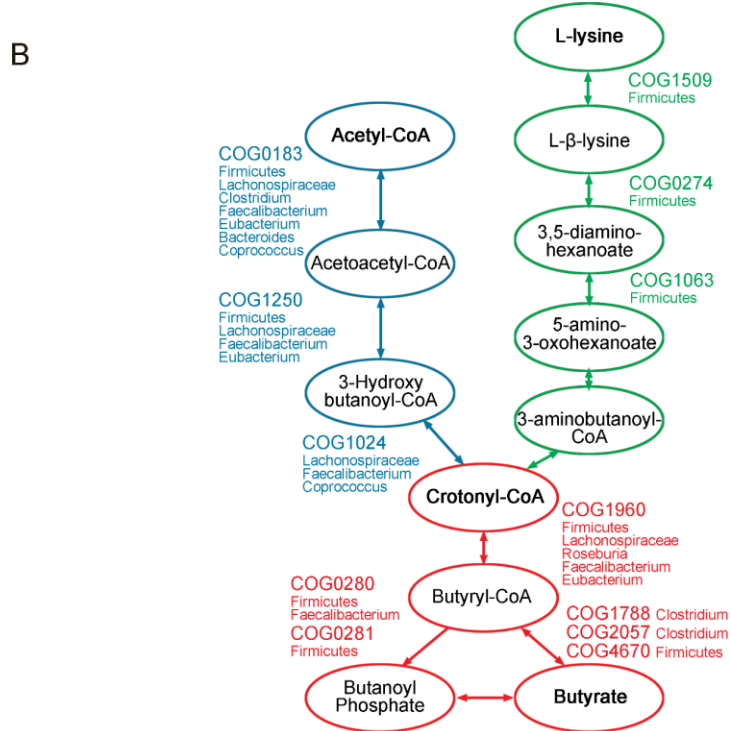 B
L-lysine
COG1509
Firmicutes
L-β-lysine
COG0274
Firmicutes
3,5-diamino-
hexanoate
COG1063
Firmicutes
5-amino-
3-oxohexanoate
3-aminobutanoyl-
CoA
Acetyl-CoA
COG0183
Firmicutes
Lachonospiraceae
Clostridium
Faecalibacterium
Eubacterium
Bacteroides
Coprococcus
Acetoacetyl-CoA
COG1250
Firmicutes
Lachonospiraceae
Faecalibacterium
Eubacterium
3-Hydroxy
butanoyl-CoA
COG1024
Lachonospiraceae
Faecalibacterium
Coprococcus
Crotonyl-CoA
COG1960
Firmicutes
Lachonospiraceae
Roseburia
Faecalibacterium
Eubacterium
Butyryl-CoA
COG0280
Firmicutes
Faecalibacterium
COG0281
Firmicutes
COG1788 Clostridium
COG2057 Clostridium
COG4670 Firmicutes
Butanoyl
Phosphate
Butyrate